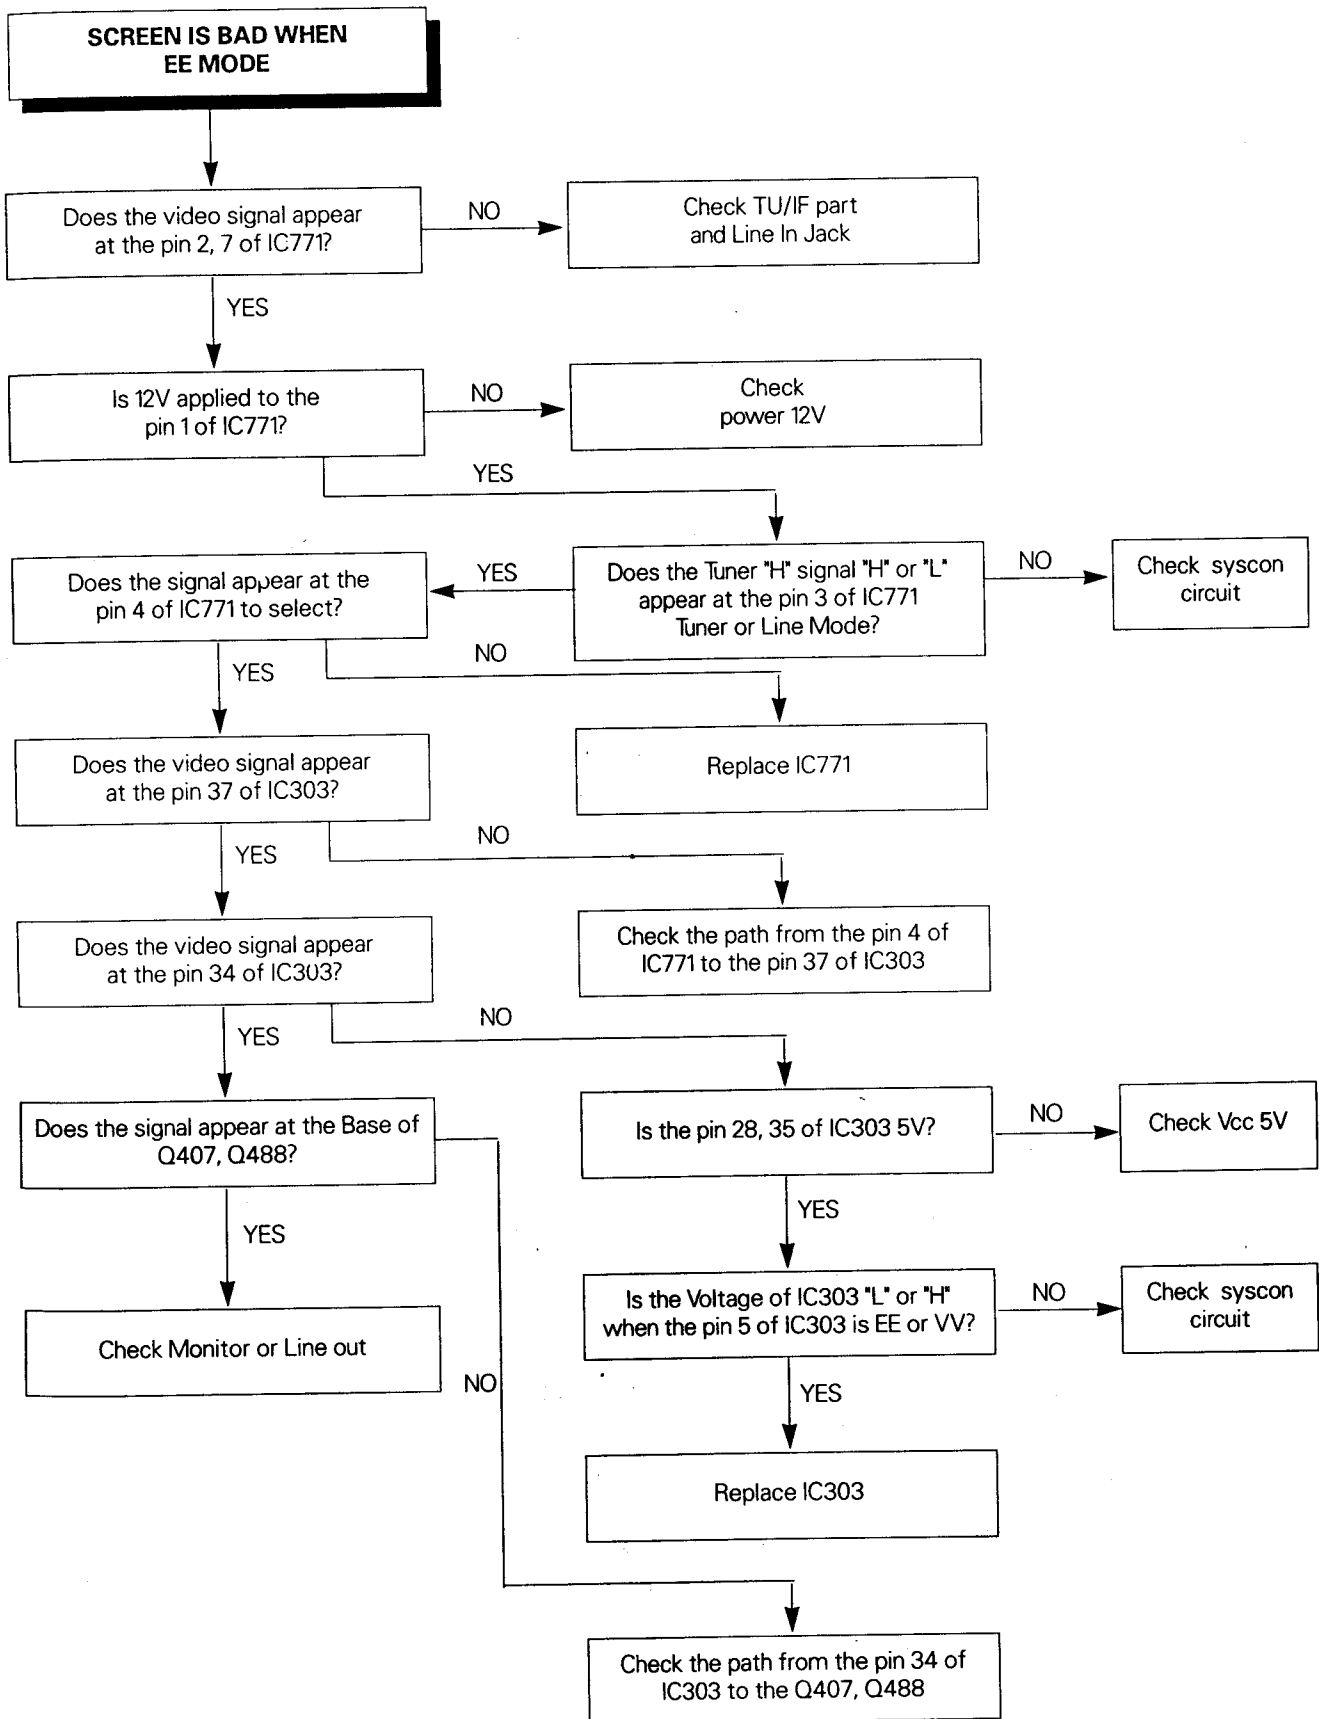 SCREEN IS BAD WHEN
EE MODE
Does the video signal appear
at the pin 2, 7 of IC771?
NO
Check TU/IF part
and Line In Jack
YES
Is 12V applied to the
pin 1 of IC771?
NO
Check
power 12V
YES
Does the Tuner "H" signal "H" or "L"
appear at the pin 3 of IC771
Tuner or Line Mode?
NO
Check syscon
circuit
YES
Does the signal appear at the
pin 4 of IC771 to select?
NO
Replace IC771
YES
Does the video signal appear
at the pin 37 of IC303?
NO
Check the path from the pin 4 of
IC771 to the pin 37 of IC303
YES
Does the video signal appear
at the pin 34 of IC303?
NO
Is the pin 28, 35 of IC303 5V?
NO
Check Vcc 5V
YES
Is the Voltage of IC303 "L" or "H"
when the pin 5 of IC303 is EE or VV?
NO
Check syscon
circuit
YES
Replace IC303
YES
Does the signal appear at the Base of
Q407, Q488?
YES
Check Monitor or Line out
NO
Check the path from the pin 34 of
IC303 to the Q407, Q488